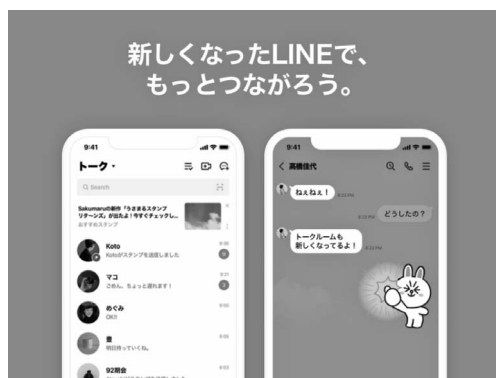 新しくなったLINEで、
もっとつながろう。
9:41
トーク
Search
Sakumaruの新作「うさまるスタンプ
リターンズ」が出たよ！今すぐチェックし...
おすすめスタンプ
Koto
Kotoがスタンプを送信しました
マコ
ごめん、ちょっと遅れます！
めぐみ
OK!!
豊
明日持っていくね。
92期会
9:41
高橋佳代
ねぇねぇ！
どうしたの？
トークルームも
新しくなってるよ！